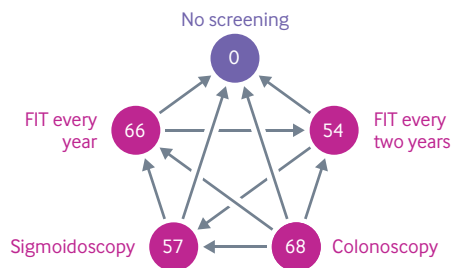 No screening
0
FIT every
year
66
54
FIT every
two years
Sigmoidoscopy
57
68
Colonoscopy